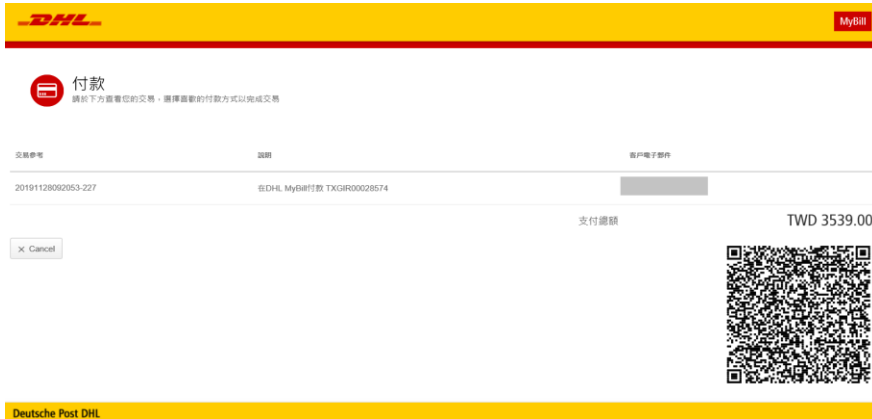 DHL
MyBill
付款
請於下方查看您的交易，選擇喜歡的付款方式以完成交易
交易參考 說明 客戶電子郵件
20191128092053-227 在DHL MyBill付款 TXGIR00028574
支付總額 TWD 3539.00
× Cancel
Deutsche Post DHL